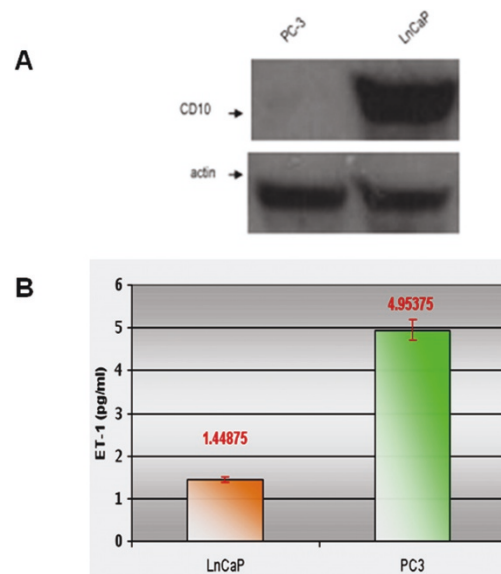 PC-3 LnCaP
A
CD10
actin
B
6
4.95375
5
4
ET-1 (pg/ml)
3
1.44875
2
1
0
LnCaP PC3